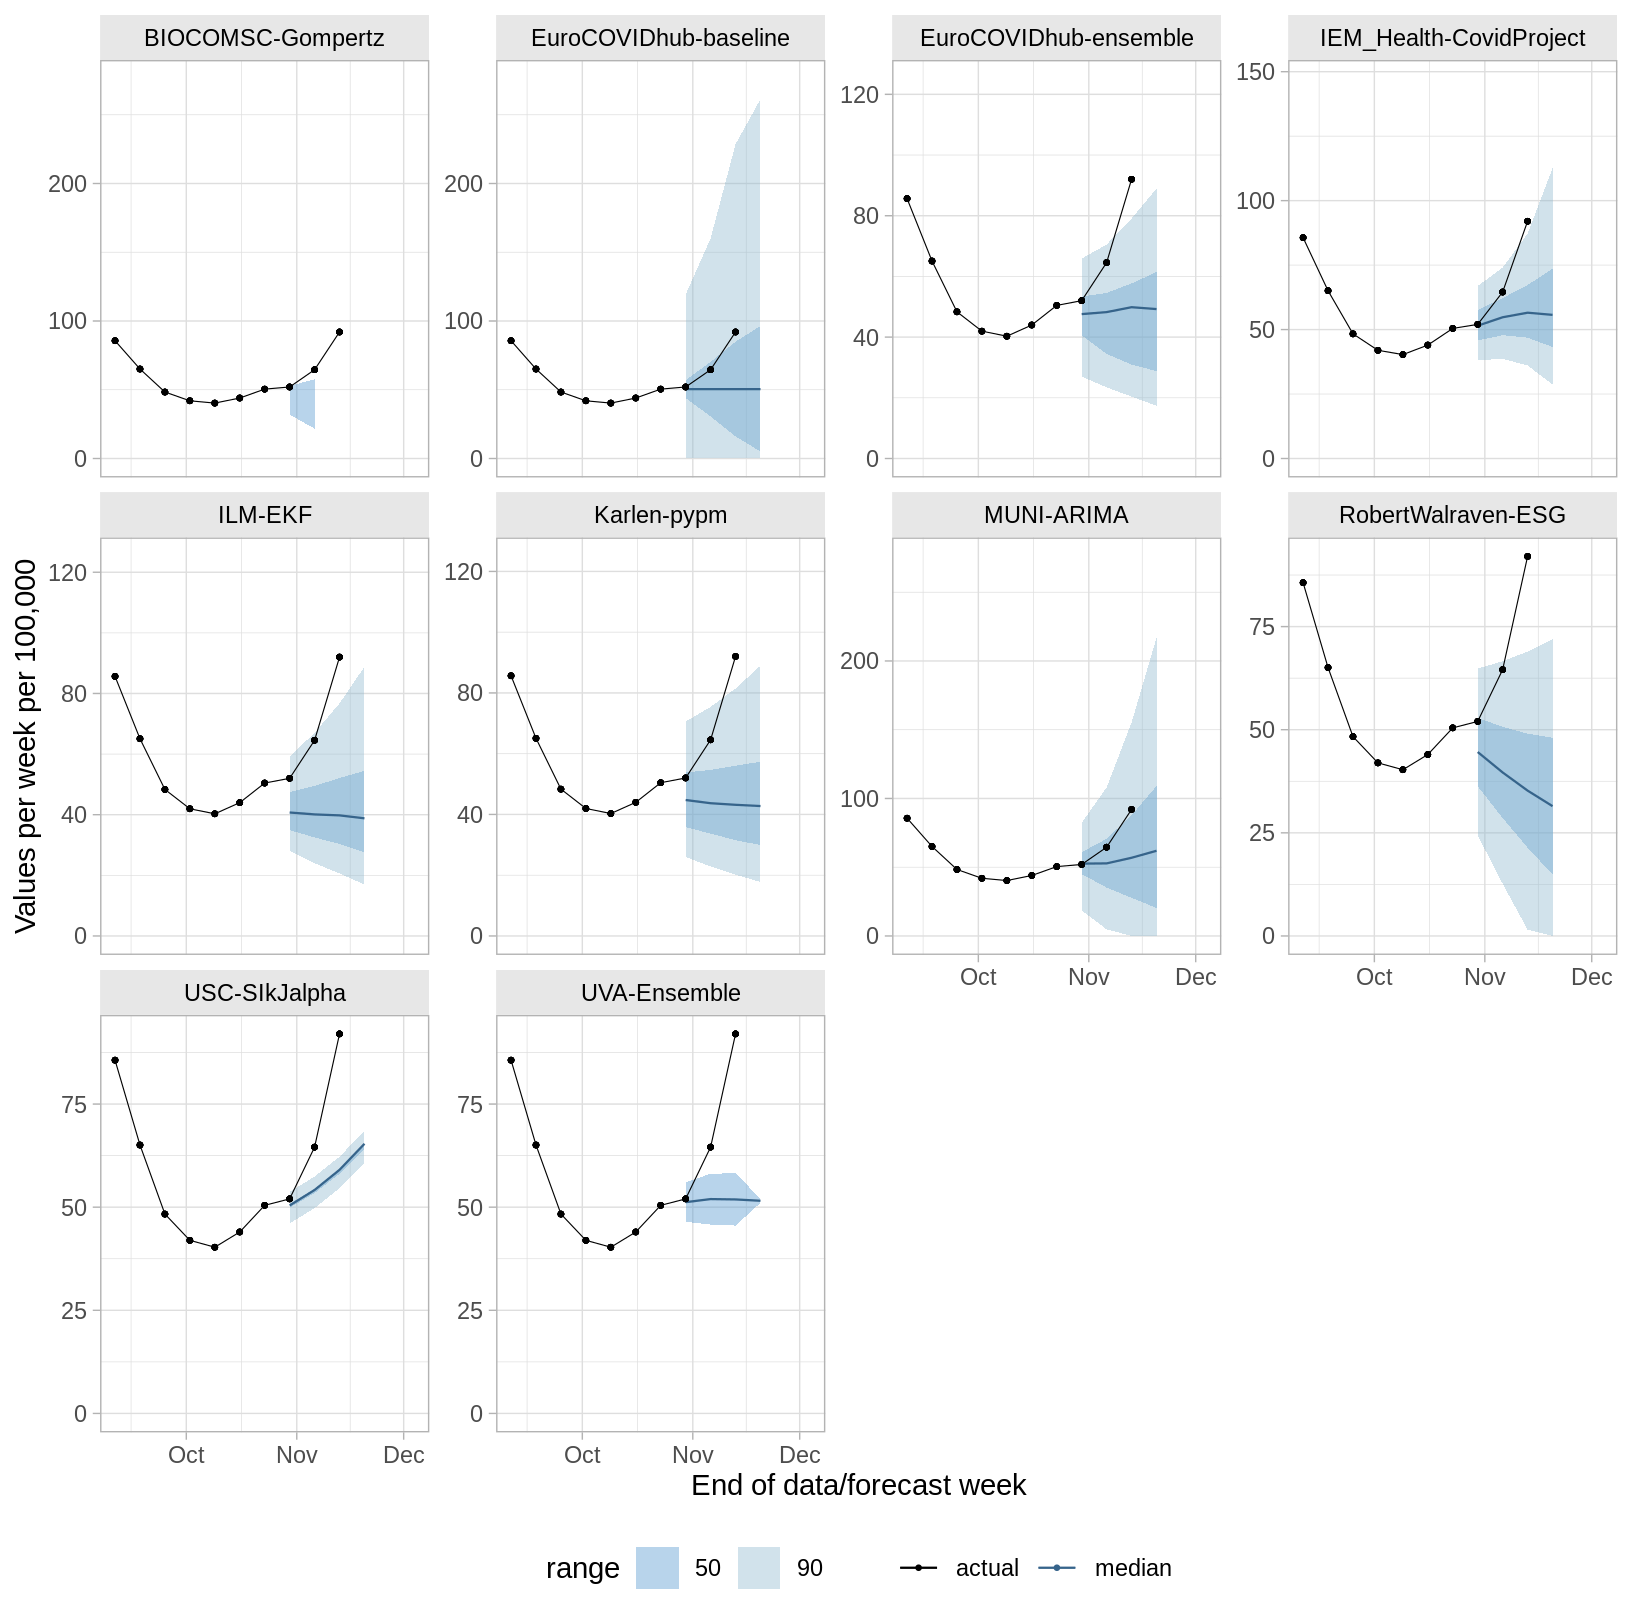 BIOCOMSC-Gompertz
EuroCOVIDhub-baseline
EuroCOVIDhub-ensemble
IEM_Health-CovidProject
200
100
0
200
100
0
120
80
40
0
150
100
50
0
ILM-EKF
Karlen-pypm
MUNI-ARIMA
RobertWalraven-ESG
Values per week per 100,000
120
80
40
0
120
80
40
0
200
100
0
75
50
25
0
Oct Nov Dec
Oct Nov Dec
USC-SIkJalpha
UVA-Ensemble
75
50
25
0
75
50
25
0
Oct Nov Dec
Oct Nov Dec
End of data/forecast week
range 50 90 actual median